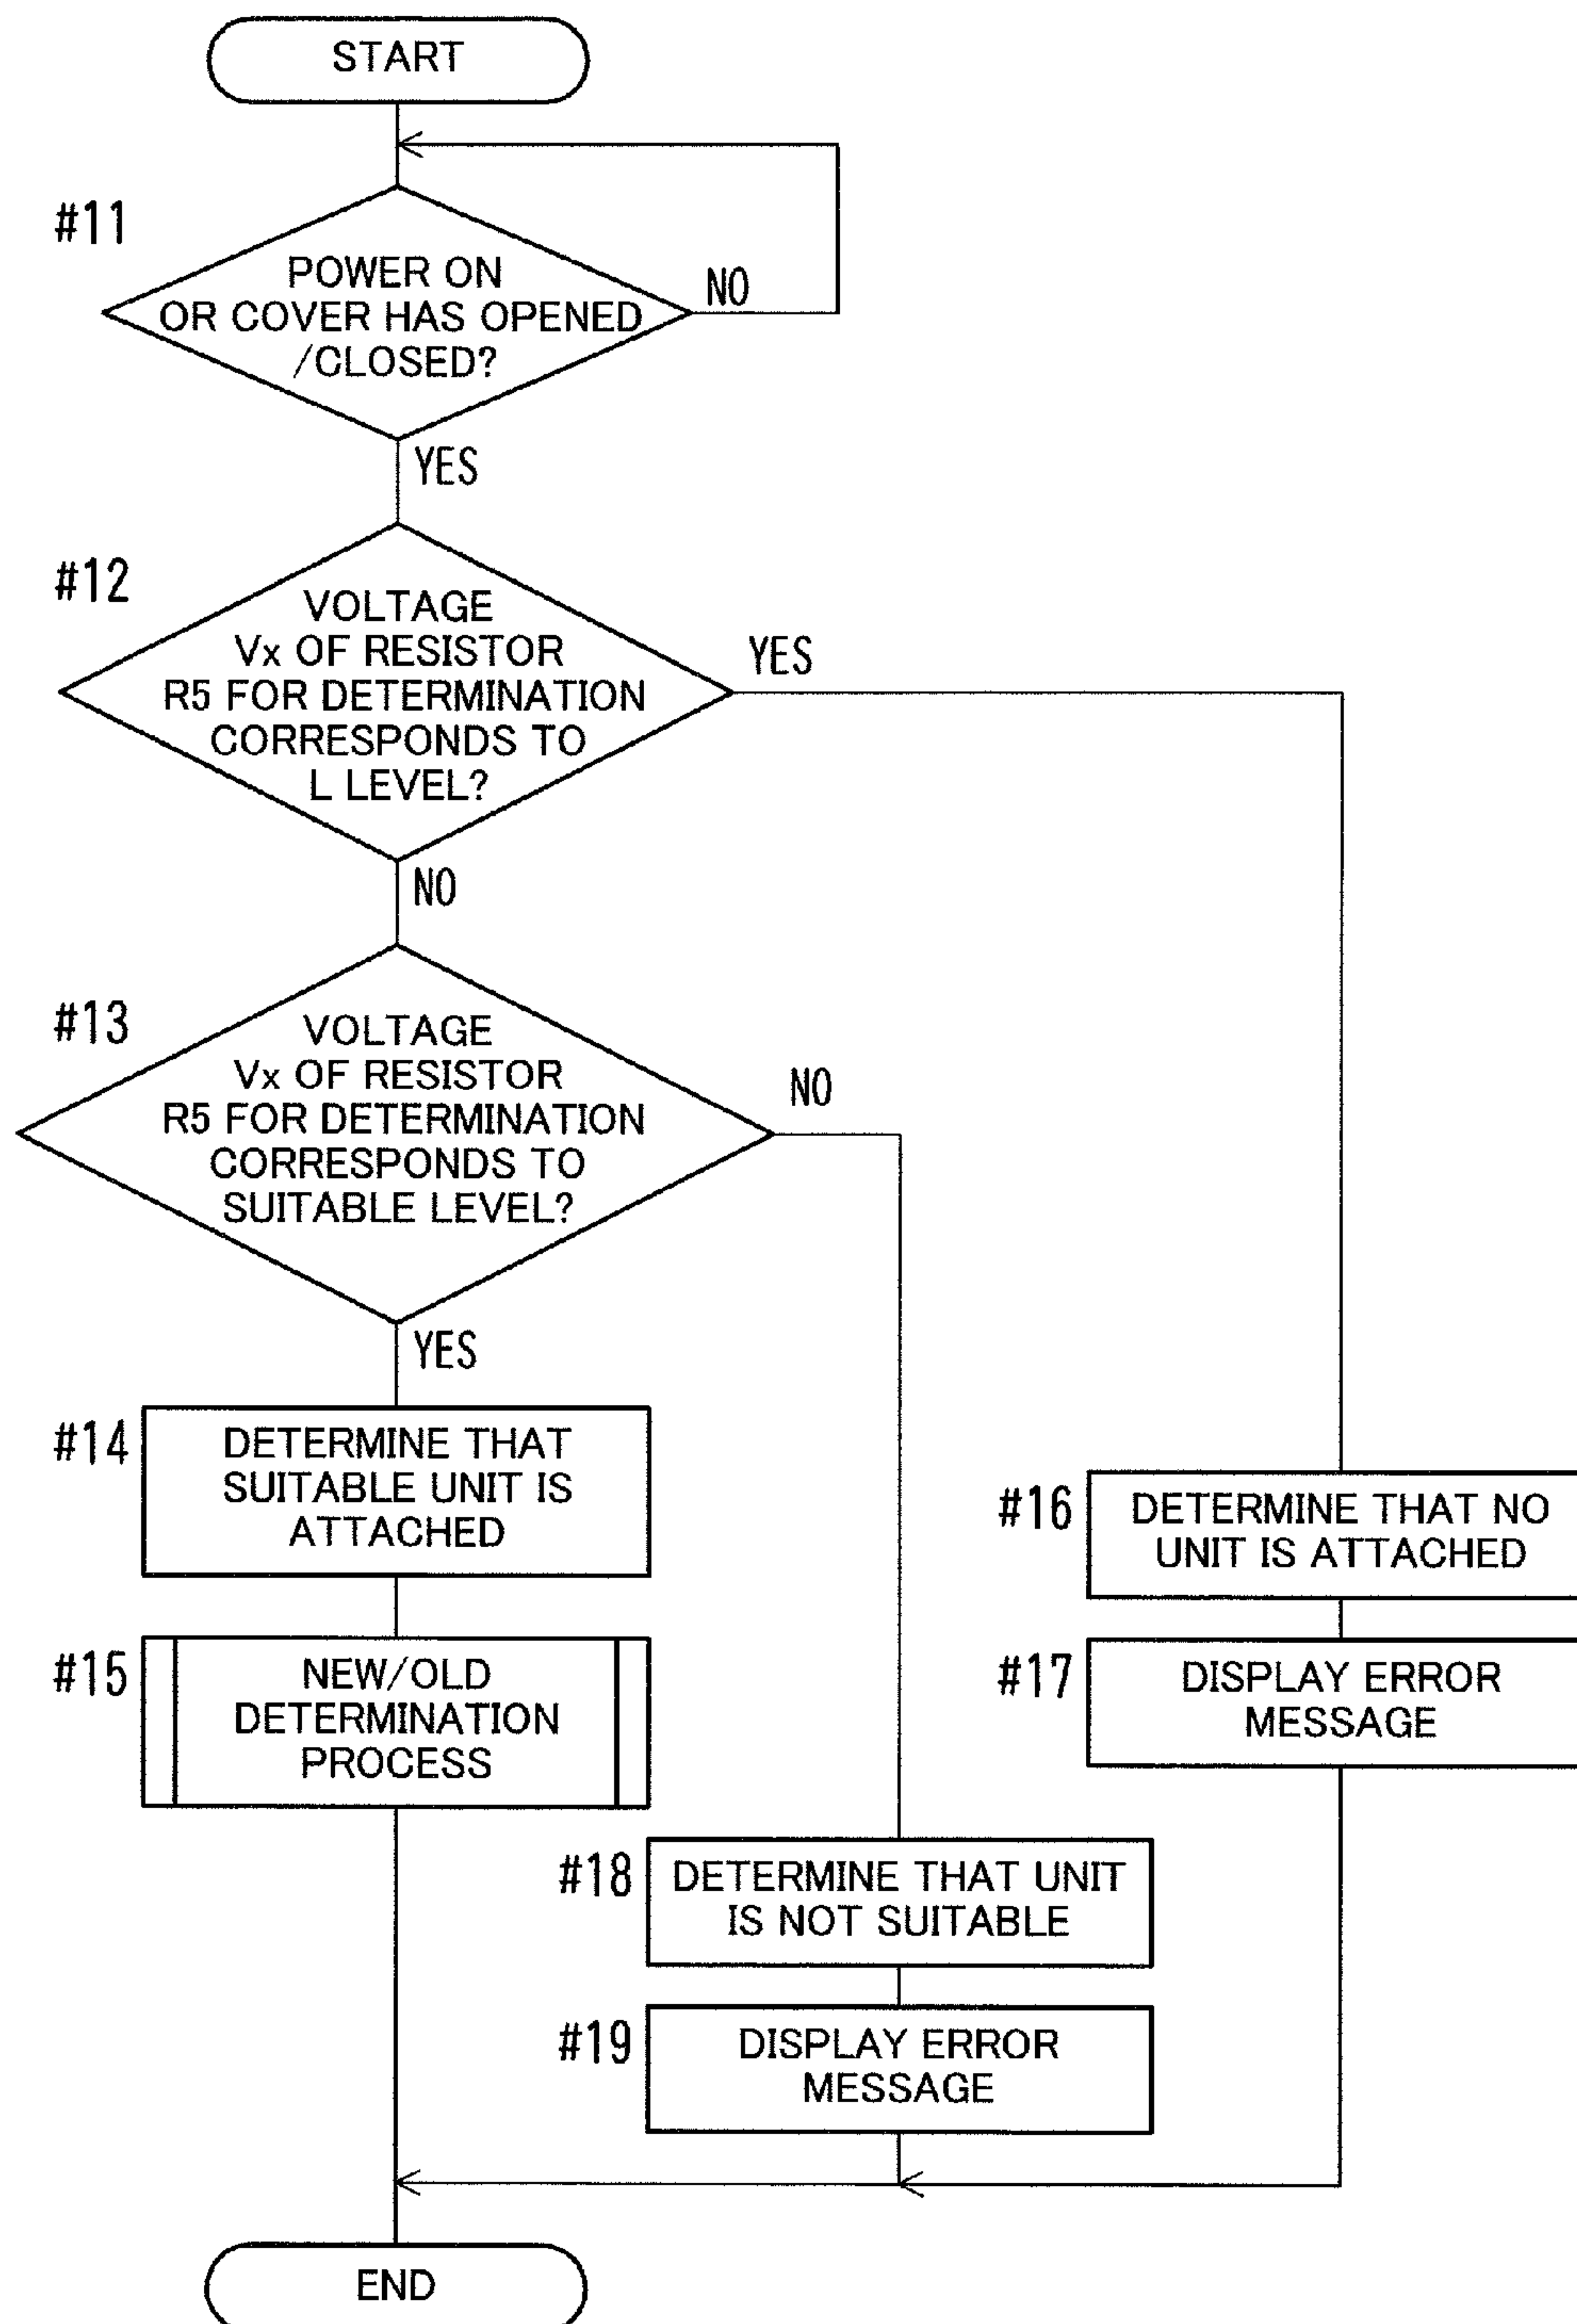 START
#11
POWER ON
OR COVER HAS OPENED
/CLOSED?
NO
YES
#12
VOLTAGE
Vx OF RESISTOR
R5 FOR DETERMINATION
CORRESPONDS TO
L LEVEL?
YES
NO
#13
VOLTAGE
Vx OF RESISTOR
R5 FOR DETERMINATION
CORRESPONDS TO
SUITABLE LEVEL?
NO
YES
#14
DETERMINE THAT
SUITABLE UNIT IS
ATTACHED
#15
NEW/OLD
DETERMINATION
PROCESS
#16
DETERMINE THAT NO
UNIT IS ATTACHED
#17
DISPLAY ERROR
MESSAGE
#18
DETERMINE THAT UNIT
IS NOT SUITABLE
#19
DISPLAY ERROR
MESSAGE
END